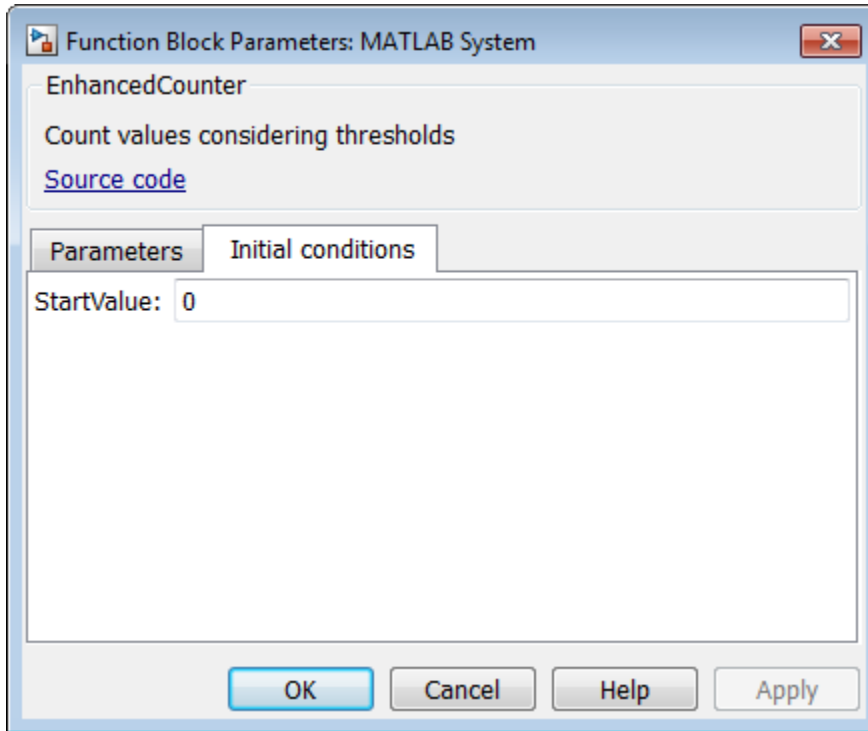 Function Block Parameters: MATLAB System
EnhancedCounter
Count values considering thresholds
Source code
Parameters Initial conditions
StartValue: 0
OK Cancel Help Apply